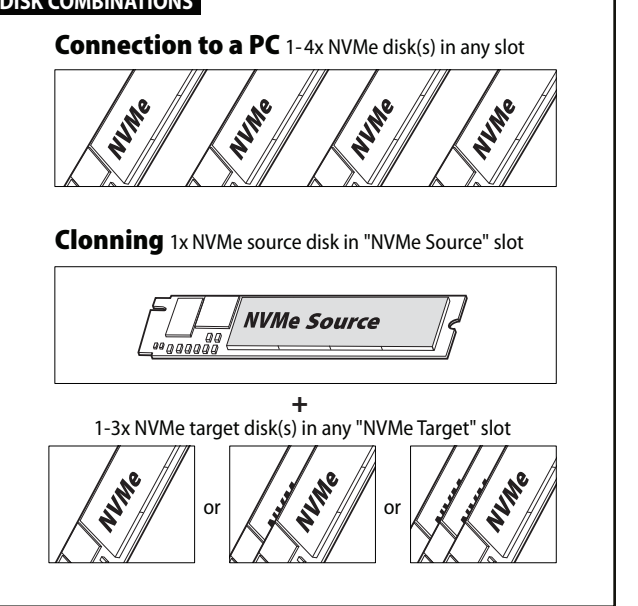 DISK COMBINATIONS
Connection to a PC 1-4x NVMe disk(s) in any slot
NVMe NVMe NVMe NVMe
Clonning 1x NVMe source disk in "NVMe Source" slot
NVMe Source
+
1-3x NVMe target disk(s) in any "NVMe Target" slot
NVMe or NVMe or NVMe